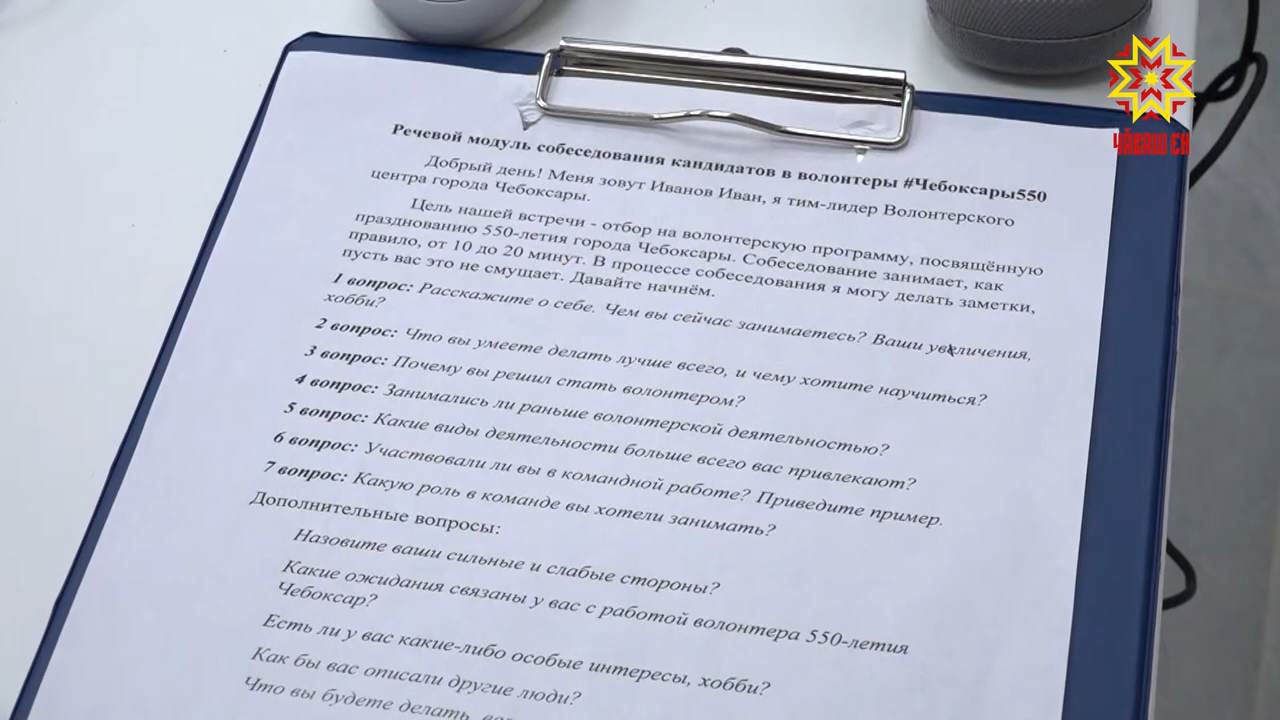 ЧӐВАШ ЕН
Речевой модуль собеседования кандидатов в волонтеры #Чебоксары550
Добрый день! Меня зовут Иванов Иван, я тим-лидер Волонтерского
центра города Чебоксары.
Цель нашей встречи - отбор на волонтерскую программу, посвящённую
празднованию 550-летия города Чебоксары. Собеседование занимает, как
правило, от 10 до 20 минут. В процессе собеседования я могу делать заметки,
пусть вас это не смущает. Давайте начнём.
1 вопрос: Расскажите о себе. Чем вы сейчас занимаетесь? Ваши увеличения,
хобби?
2 вопрос: Что вы умеете делать лучше всего, и чему хотите научиться?
3 вопрос: Почему вы решил стать волонтером?
4 вопрос: Занимались ли раньше волонтерской деятельностью?
5 вопрос: Какие виды деятельности больше всего вас привлекают?
6 вопрос: Участвовали ли вы в командной работе? Приведите пример.
7 вопрос: Какую роль в команде вы хотели занимать?
Дополнительные вопросы:
Назовите ваши сильные и слабые стороны?
Какие ожидания связаны у вас с работой волонтера 550-летия
Чебоксар?
Есть ли у вас какие-либо особые интересы, хобби?
Как бы вас описали другие люди?
Что вы будете делать,